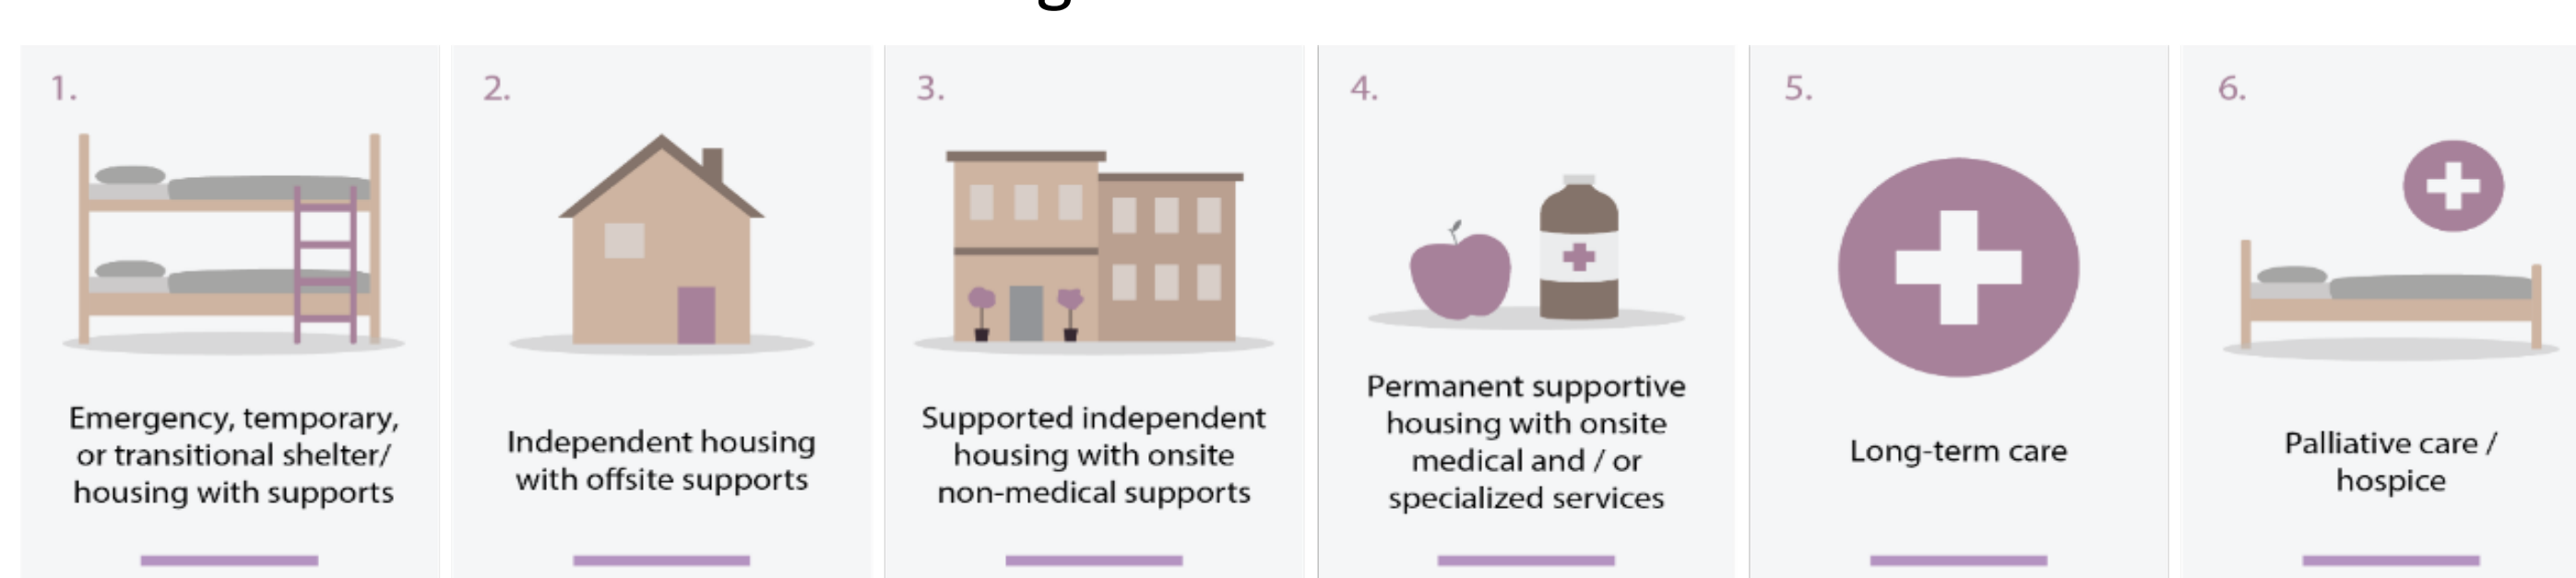 1.
Emergency, temporary,
or transitional shelter/
housing with supports
2.
Independent housing
with offsite supports
3.
Supported independent
housing with onsite
non-medical supports
4.
Permanent supportive
housing with onsite
medical and / or
specialized services
5.
Long-term care
6.
Palliative care /
hospice